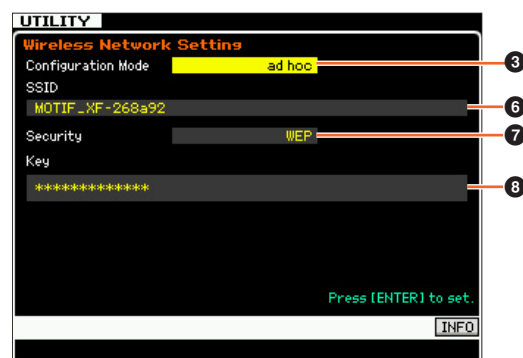 UTILITY
Wireless Network Setting
Configuration Mode ad hoc 3
SSID
MOTIF_XF-268a92 6
Security WEP 7
Key
************* 8
Press [ENTER] to set.
INFO